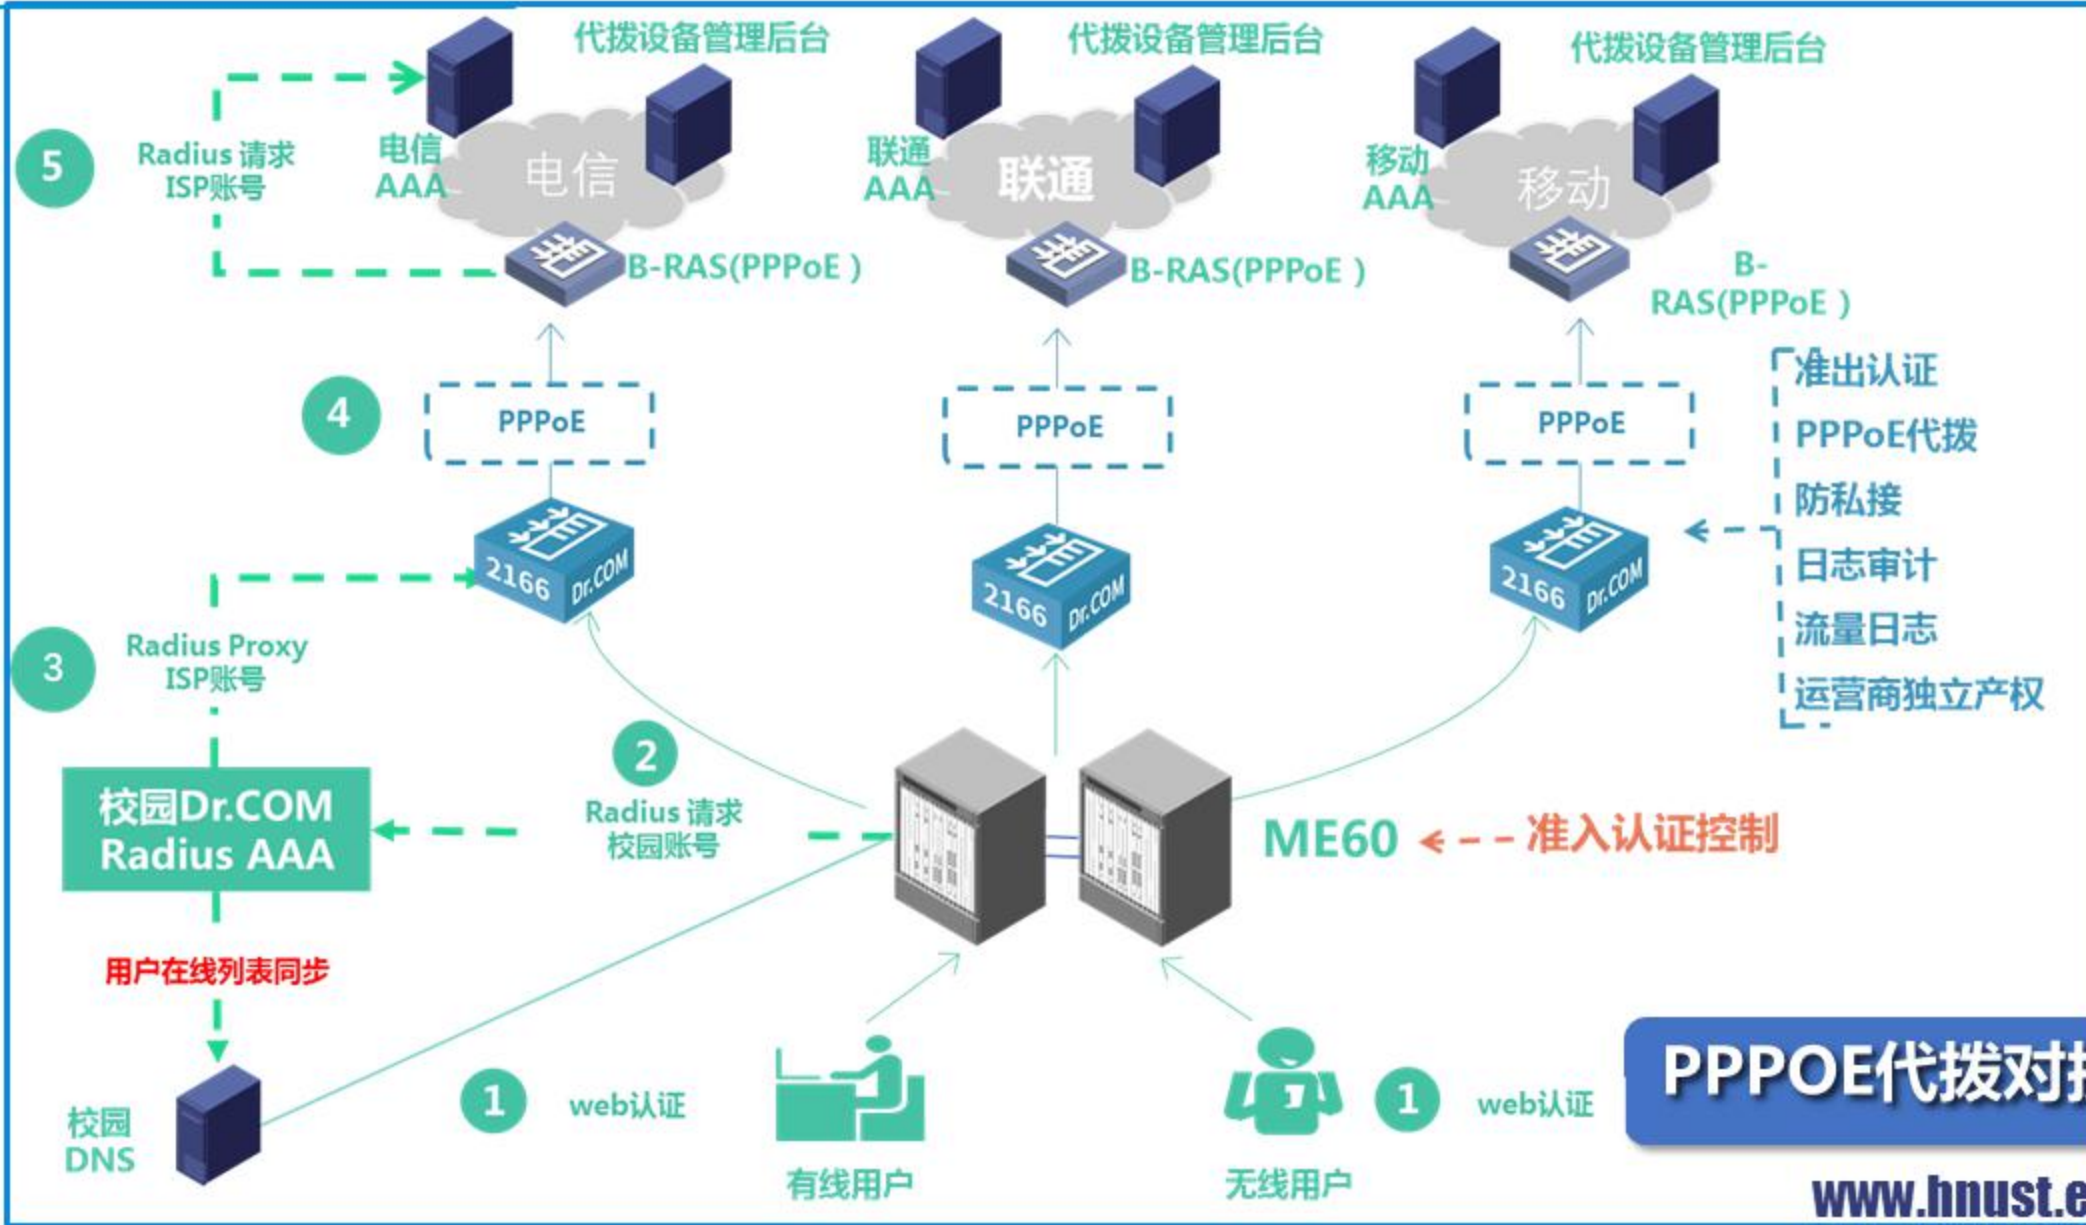 代拨设备管理后台
代拨设备管理后台
代拨设备管理后台
5
Radius 请求
ISP账号
电信
AAA
电信
联通
AAA
联通
移动
AAA
移动
B-RAS(PPPoE )
B-RAS(PPPoE )
B-
RAS(PPPoE )
4
PPPoE
PPPoE
PPPoE
准出认证
PPPoE代拨
防私接
日志审计
流量日志
运营商独立产权
2166 Dr.COM
2166 Dr.COM
2166 Dr.COM
3
Radius Proxy
ISP账号
2
Radius 请求
校园账号
校园Dr.COM
Radius AAA
ME60
准入认证控制
用户在线列表同步
校园
DNS
1
web认证
有线用户
无线用户
1
web认证
PPPOE代拨对
www.hnust.e